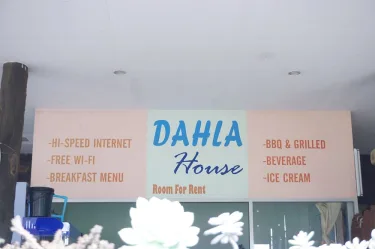 -HI-SPEED INTERNET
-FREE WI-FI
-BREAKFAST MENU
DAHLA
House
Room For Rent
-BBQ & GRILLED
-BEVERAGE
-ICE CREAM